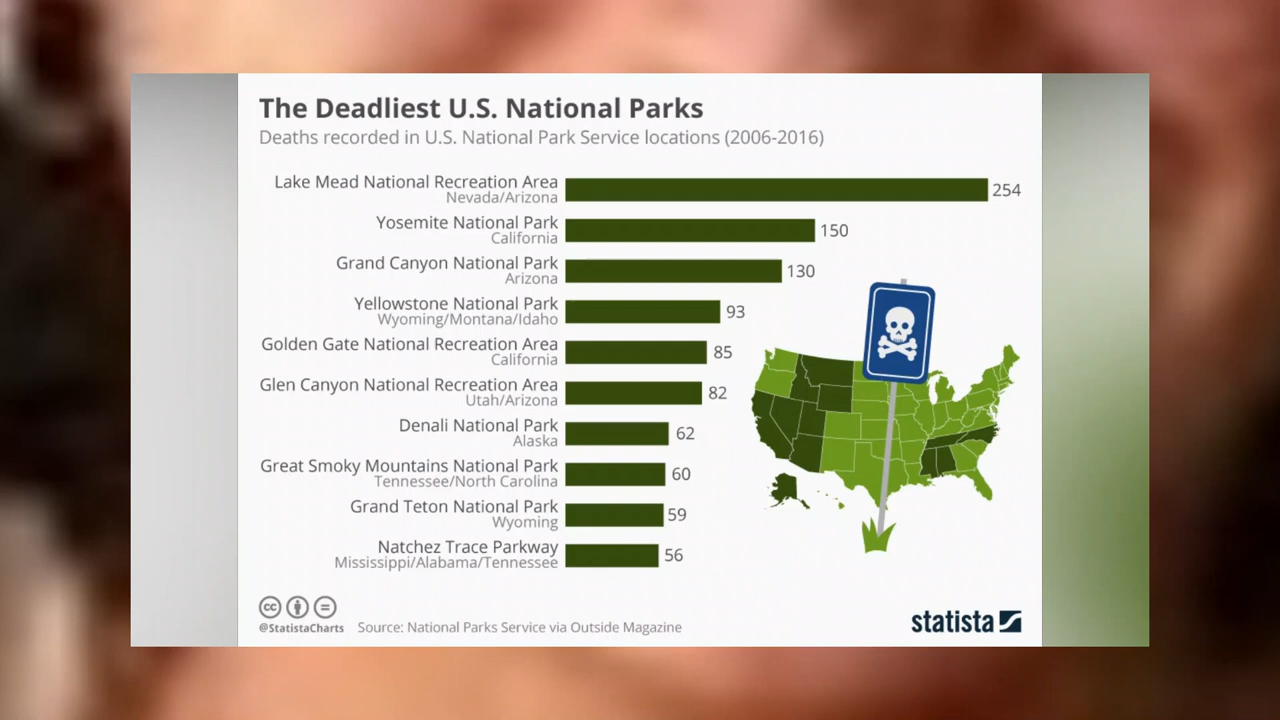 The Deadliest U.S. National Parks
Deaths recorded in U.S. National Park Service locations (2006-2016)
Lake Mead National Recreation Area
Nevada/Arizona
254
Yosemite National Park
California
150
Grand Canyon National Park
Arizona
130
Yellowstone National Park
Wyoming/Montana/Idaho
93
Golden Gate National Recreation Area
California
85
Glen Canyon National Recreation Area
Utah/Arizona
82
Denali National Park
Alaska
62
Great Smoky Mountains National Park
Tennessee/North Carolina
60
Grand Teton National Park
Wyoming
59
Natchez Trace Parkway
Mississippi/Alabama/Tennessee
56
cc
@StatistaCharts
Source: National Parks Service via Outside Magazine
statista